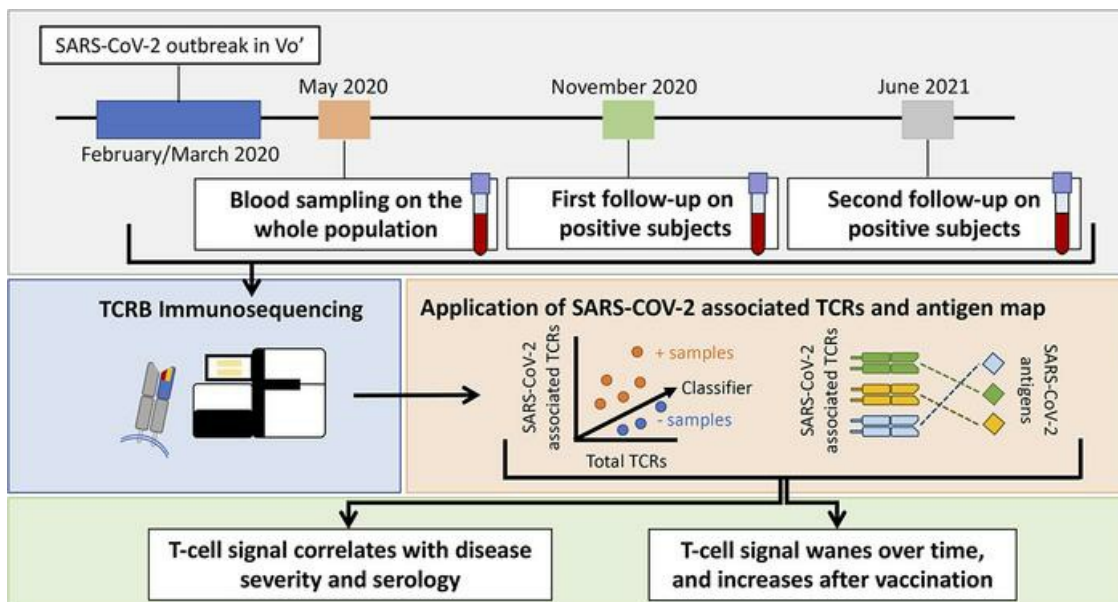 SARS-CoV-2 outbreak in Vo’
May 2020
November 2020
June 2021
February/March 2020
Blood sampling on the
whole population
First follow-up on
positive subjects
Second follow-up on
positive subjects
TCRB Immunosequencing
Application of SARS-COV-2 associated TCRs and antigen map
SARS-CoV-2
associated TCRs
+ samples
Classifier
- samples
Total TCRs
SARS-CoV-2
associated TCRs
SARS-CoV-2
antigens
T-cell signal correlates with disease
severity and serology
T-cell signal wanes over time,
and increases after vaccination